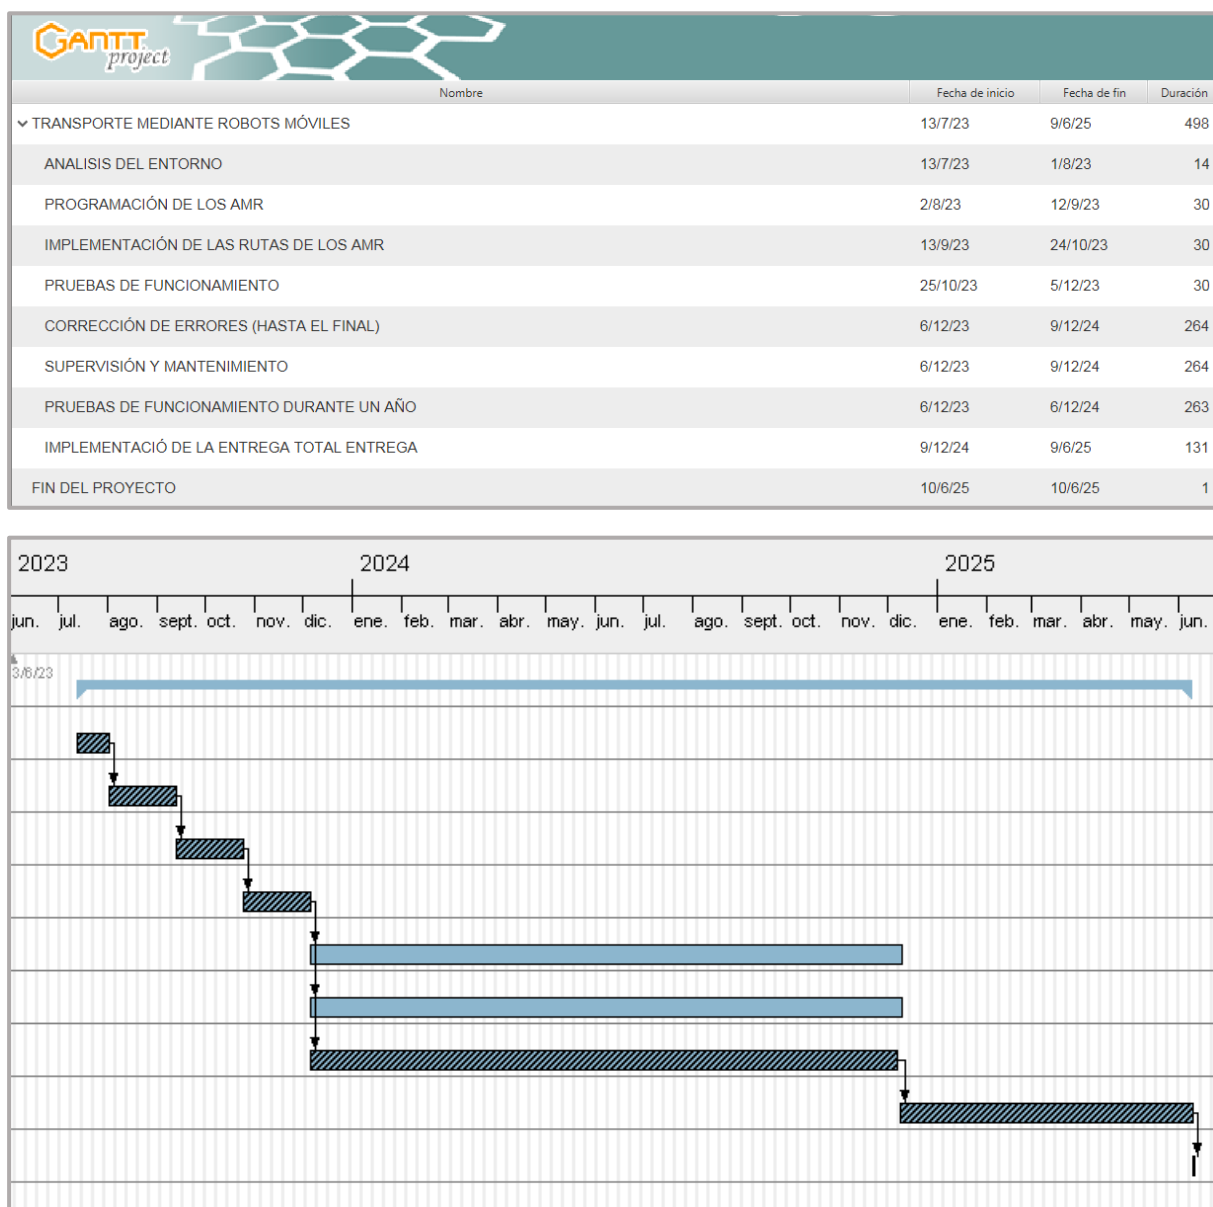 GANTT
project
Nombre Fecha de inicio Fecha de fin Duración
TRANSPORTE MEDIANTE ROBOTS MÓVILES 13/7/23 9/6/25 498
ANALISIS DEL ENTORNO 13/7/23 1/8/23 14
PROGRAMACIÓN DE LOS AMR 2/8/23 12/9/23 30
IMPLEMENTACIÓN DE LAS RUTAS DE LOS AMR 13/9/23 24/10/23 30
PRUEBAS DE FUNCIONAMIENTO 25/10/23 5/12/23 30
CORRECCIÓN DE ERRORES (HASTA EL FINAL) 6/12/23 9/12/24 264
SUPERVISIÓN Y MANTENIMIENTO 6/12/23 9/12/24 264
PRUEBAS DE FUNCIONAMIENTO DURANTE UN AÑO 6/12/23 6/12/24 263
IMPLEMENTACIÓ DE LA ENTREGA TOTAL ENTREGA 9/12/24 9/6/25 131
FIN DEL PROYECTO 10/6/25 10/6/25 1
2023 2024 2025
jun. jul. ago. sept. oct. nov. dic. ene. feb. mar. abr. may. jun. jul. ago. sept. oct. nov. dic. ene. feb. mar. abr. may. jun.
3/6/23